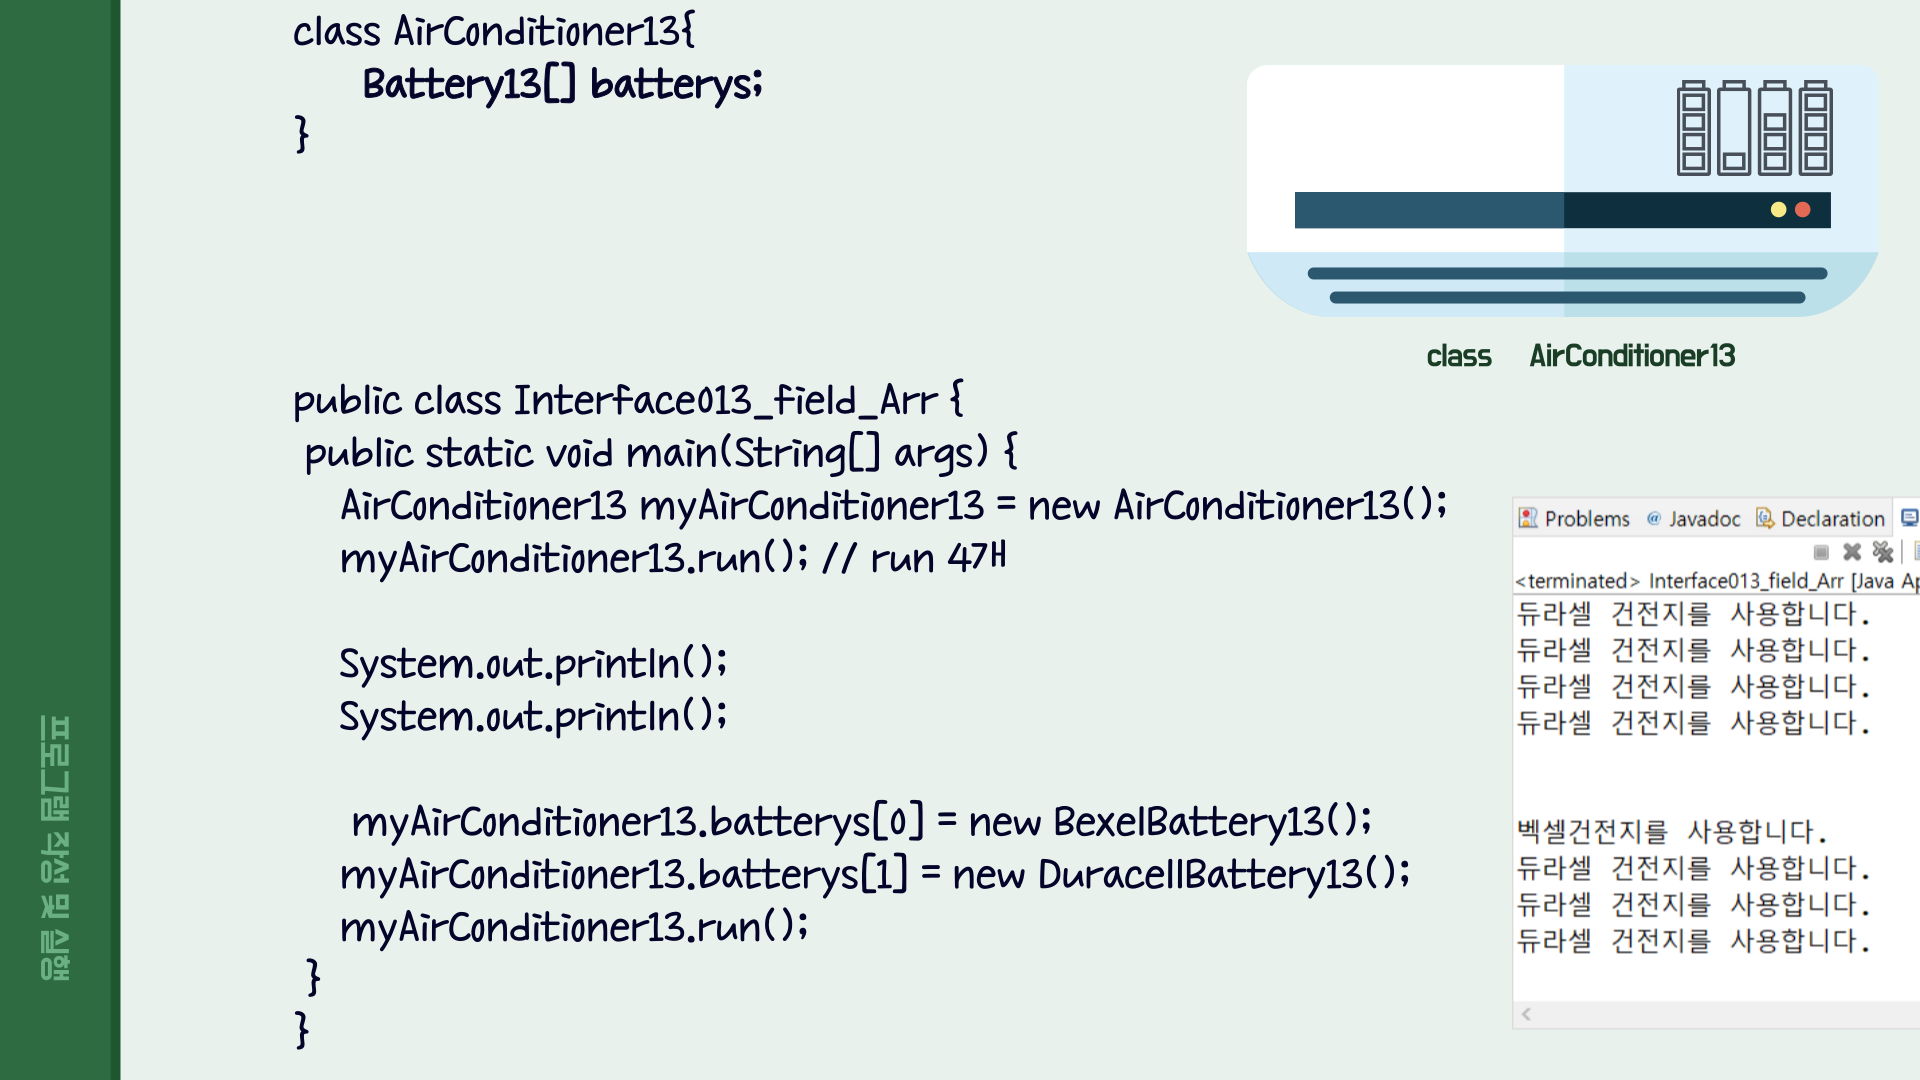 class AirConditioner13{
Battery13[] batterys;
}
class AirConditioner13
public class Interface013_field_Arr {
public static void main(String[] args) {
AirConditioner13 myAirConditioner13 = new AirConditioner13();
myAirConditioner13.run(); // run 4개
System.out.println();
System.out.println();
myAirConditioner13.batterys[0] = new BexelBattery13();
myAirConditioner13.batterys[1] = new DuracellBattery13();
myAirConditioner13.run();
}
}
Problems @ Javadoc Declaration
<terminated> Interface013_field_Arr [Java Ap
듀라셀 건전지를 사용합니다.
듀라셀 건전지를 사용합니다.
듀라셀 건전지를 사용합니다.
듀라셀 건전지를 사용합니다.
벡셀건전지를 사용합니다.
듀라셀 건전지를 사용합니다.
듀라셀 건전지를 사용합니다.
듀라셀 건전지를 사용합니다.
프로그램 작성 및 실행